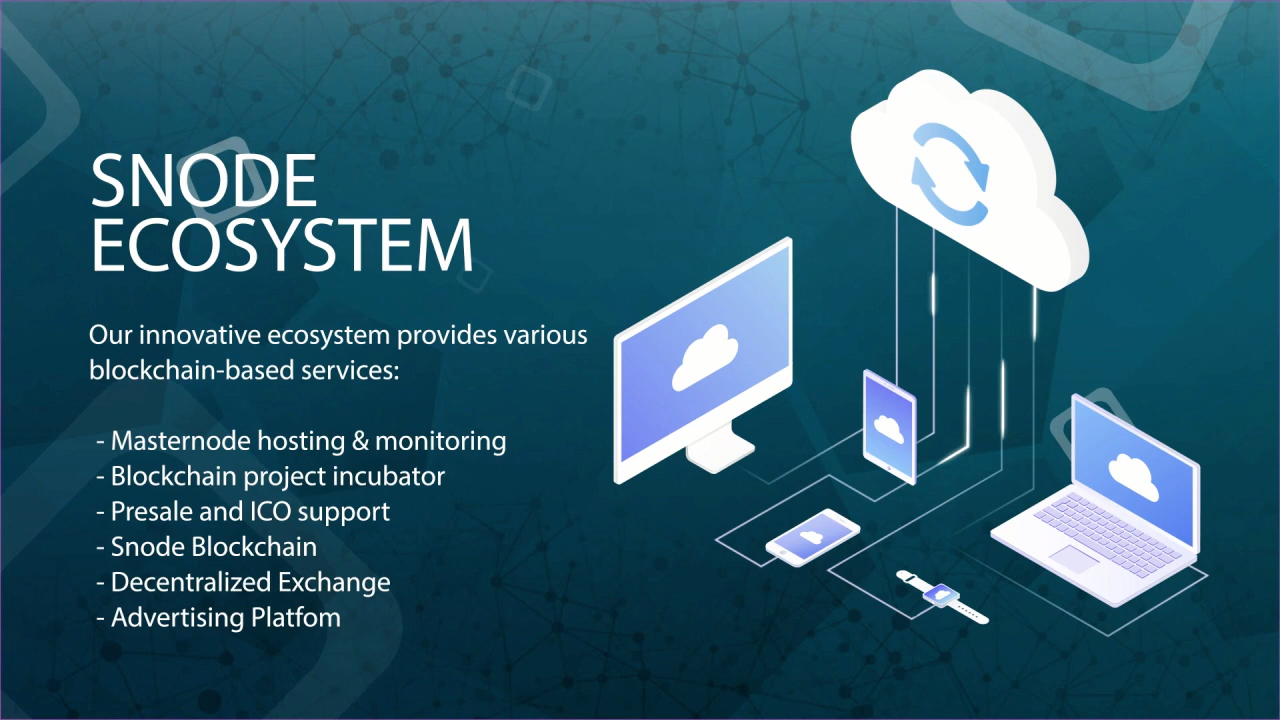 SNODE
ECOSYSTEM
Our innovative ecosystem provides various
blockchain-based services:
- Masternode hosting & monitoring
- Blockchain project incubator
- Presale and ICO support
- Snode Blockchain
- Decentralized Exchange
- Advertising Platfom